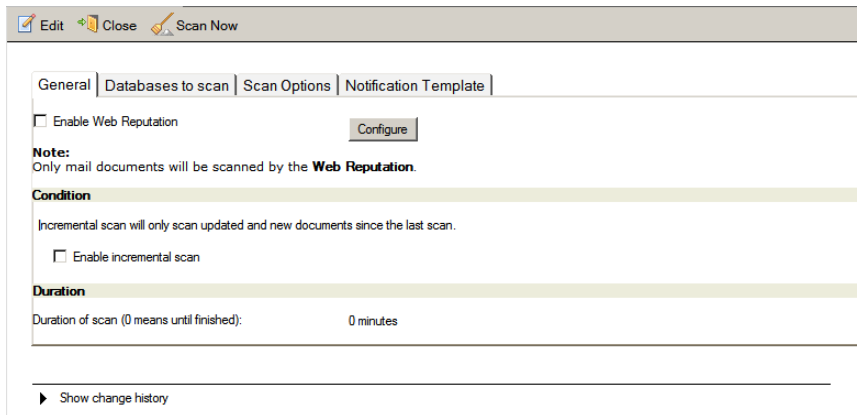 Edit Close Scan Now
General Databases to scan Scan Options Notification Template
Enable Web Reputation Configure
Note:
Only mail documents will be scanned by the Web Reputation.
Condition
Incremental scan will only scan updated and new documents since the last scan.
Enable incremental scan
Duration
Duration of scan (0 means until finished): 0 minutes
Show change history